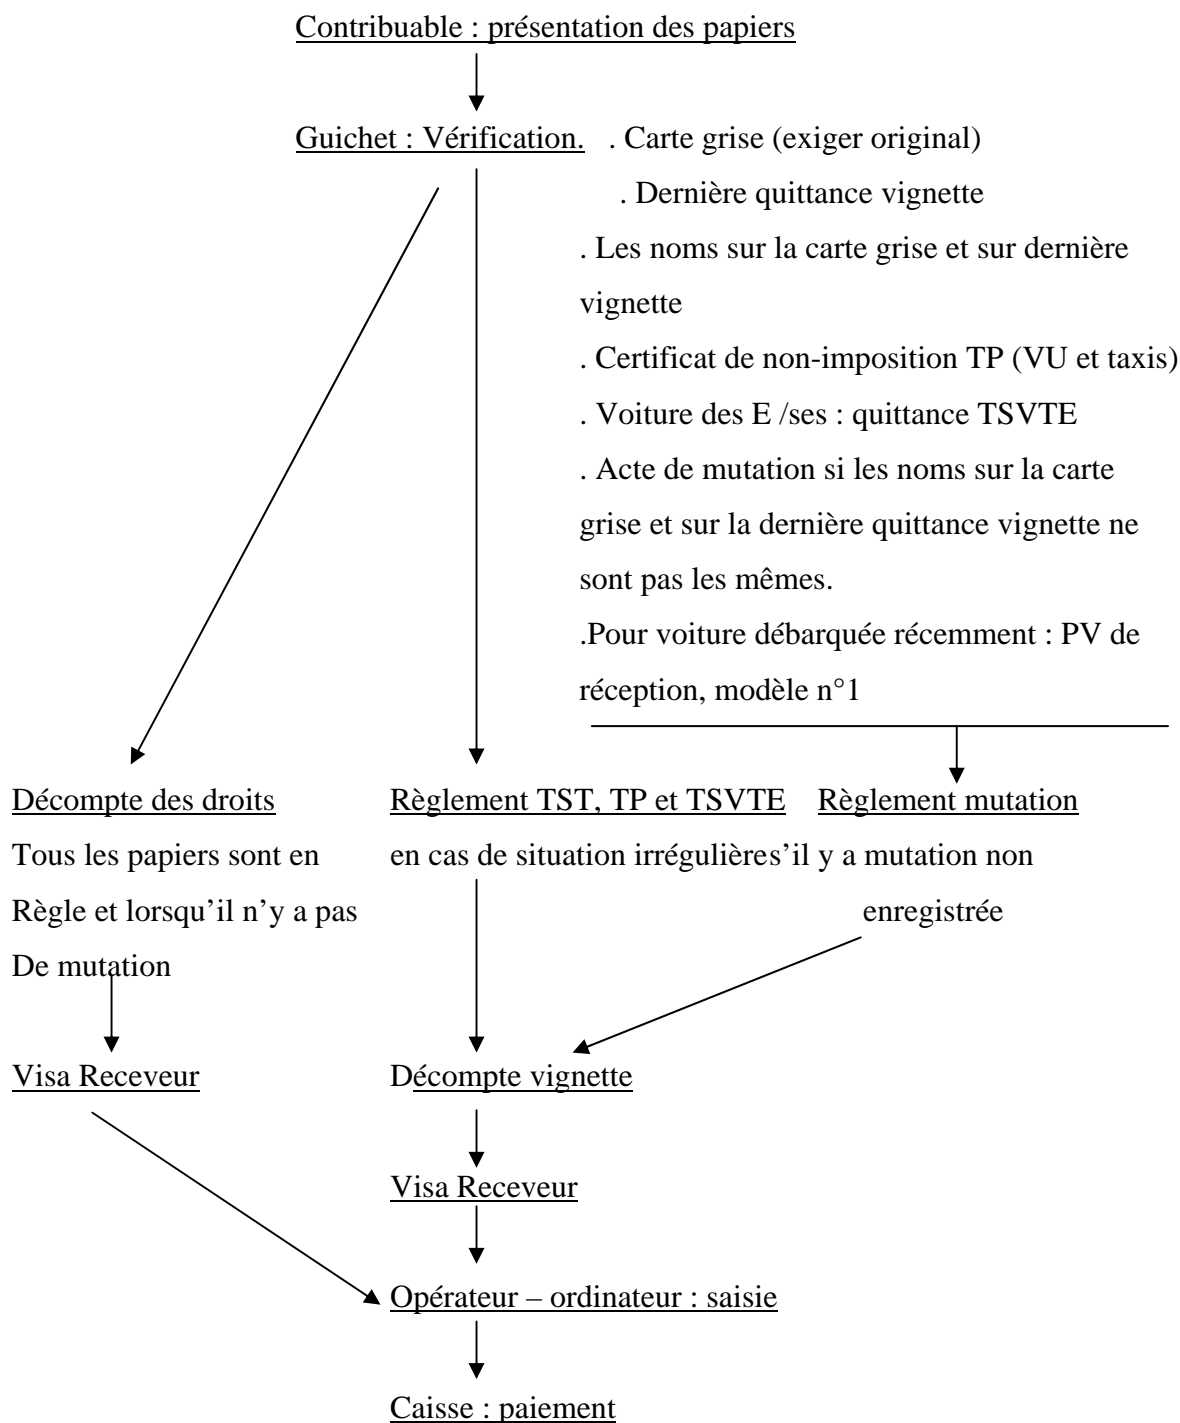 Contribuable : présentation des papiers
Guichet : Vérification. . Carte grise (exiger original)
. Dernière quittance vignette
. Les noms sur la carte grise et sur dernière
vignette
. Certificat de non-imposition TP (VU et taxis)
. Voiture des E /ses : quittance TSVTE
. Acte de mutation si les noms sur la carte
grise et sur la dernière quittance vignette ne
sont pas les mêmes.
.Pour voiture débarquée récemment : PV de
réception, modèle n°1
Décompte des droits Règlement TST, TP et TSVTE Règlement mutation
Tous les papiers sont en en cas de situation irrégulière s'il y a mutation non
Règle et lorsqu'il n'y a pas enregistrée
De mutation
Visa Receveur Décompte vignette
Visa Receveur
Opérateur – ordinateur : saisie
Caisse : paiement